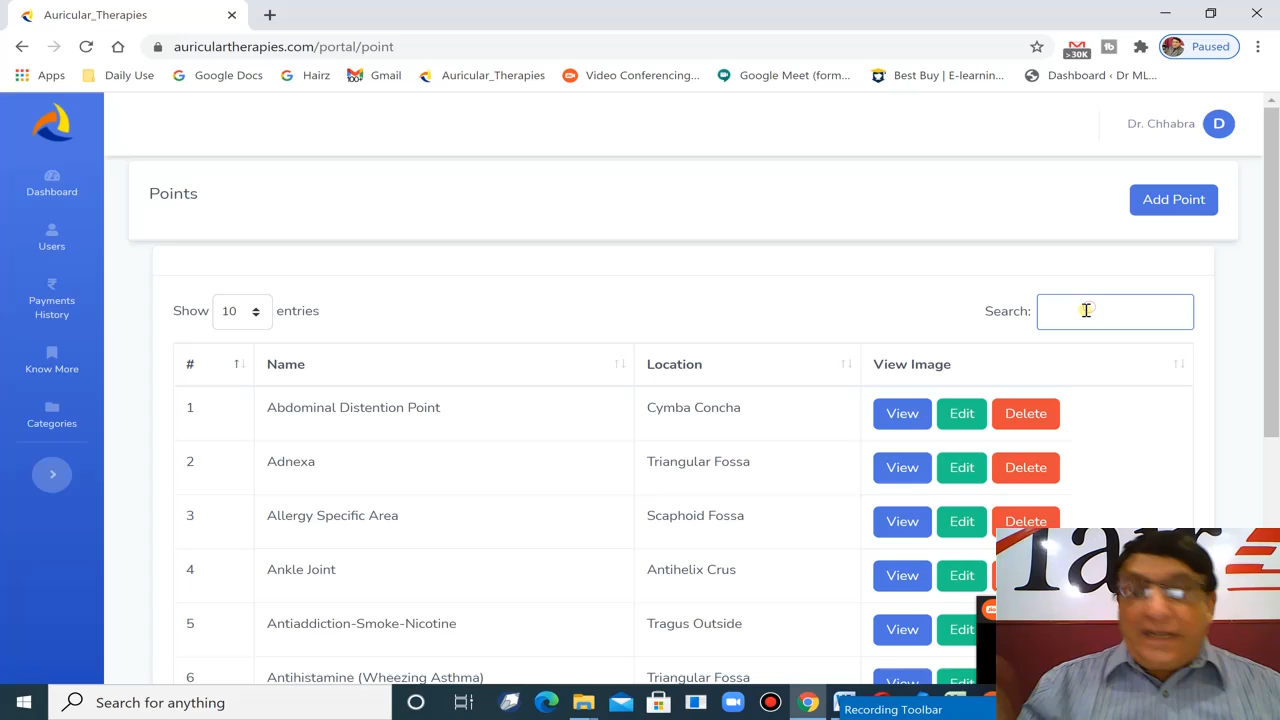 Auricular_Therapies
auriculartherapies.com/portal/point
>30K
Paused
Apps
Daily Use
Google Docs
Hairz
Gmail
Auricular_Therapies
Video Conferencing,...
Google Meet (form...
Best Buy | E-learnin...
Dashboard ‹ Dr ML...
Dr. Chhabra
D
Dashboard
Users
Payments
History
Know More
Categories
Points
Add Point
Show 10 entries
Search:
# Name Location View Image
1 Abdominal Distention Point Cymba Concha View Edit Delete
2 Adnexa Triangular Fossa View Edit Delete
3 Allergy Specific Area Scaphoid Fossa View Edit Delete
4 Ankle Joint Antihelix Crus View Edit
5 Antiaddiction-Smoke-Nicotine Tragus Outside View Edit
6 Antihistamine (Wheezing Asthma) Triangular Fossa View Edit
Search for anything
Recording Toolbar